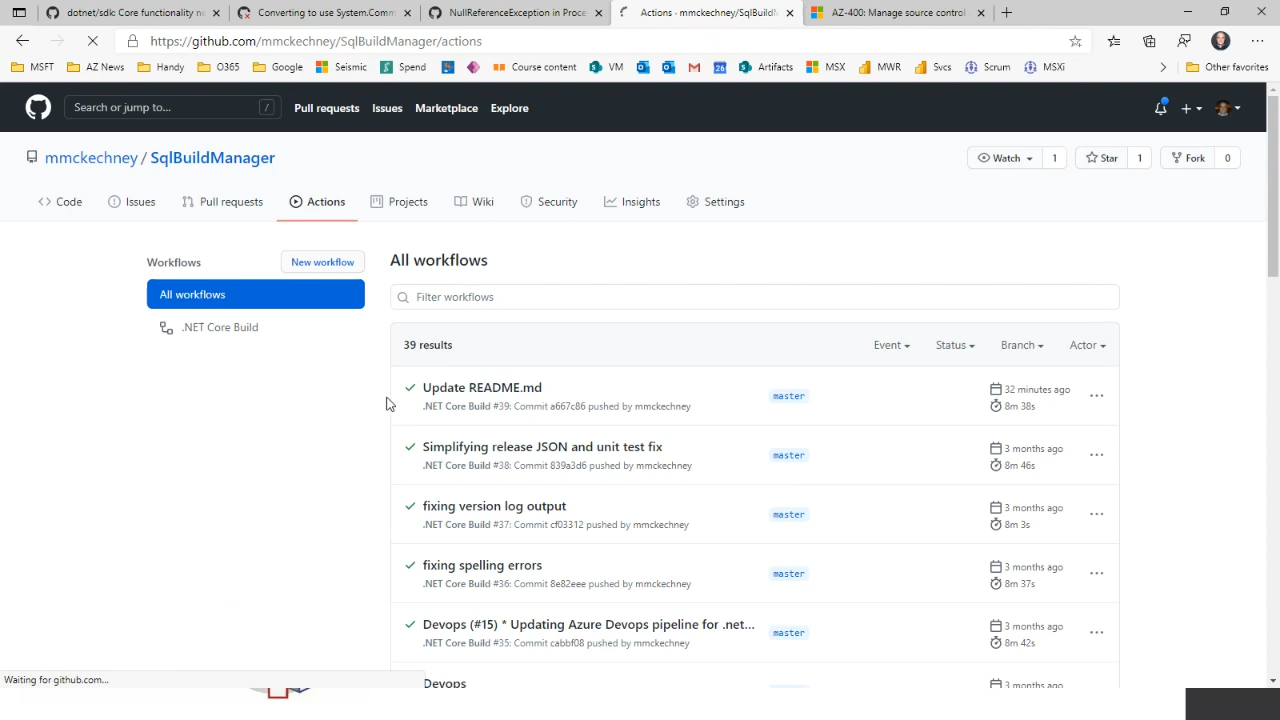 dotnet/sdk: Core functionality ne
Converting to use System.Comm
NullReferenceException in Proce
Actions · mmckechney/SqlBuildM
AZ-400: Manage source control
https://github.com/mmckechney/SqlBuildManager/actions
MSFT
AZ News
Handy
O365
Google
Seismic
Spend
Course content
VM
26
Artifacts
MSX
MWR
Svcs
Scrum
MSXi
Other favorites
Search or jump to...
/
Pull requests
Issues
Marketplace
Explore
mmckechney / SqlBuildManager
Watch
1
Star
1
Fork
0
Code
Issues
Pull requests
Actions
Projects
Wiki
Security
Insights
Settings
Workflows
New workflow
All workflows
.NET Core Build
All workflows
Filter workflows
39 results
Event
Status
Branch
Actor
Update README.md
.NET Core Build #39: Commit a667c86 pushed by mmckechney
master
32 minutes ago
8m 38s
Simplifying release JSON and unit test fix
.NET Core Build #38: Commit 839a3d6 pushed by mmckechney
master
3 months ago
8m 46s
fixing version log output
.NET Core Build #37: Commit cf03312 pushed by mmckechney
master
3 months ago
8m 3s
fixing spelling errors
.NET Core Build #36: Commit 8e82eee pushed by mmckechney
master
3 months ago
8m 37s
Devops (#15) * Updating Azure Devops pipeline for .net...
.NET Core Build #35: Commit cabbf08 pushed by mmckechney
master
3 months ago
8m 42s
Devops
3 months ago
Waiting for github.com...